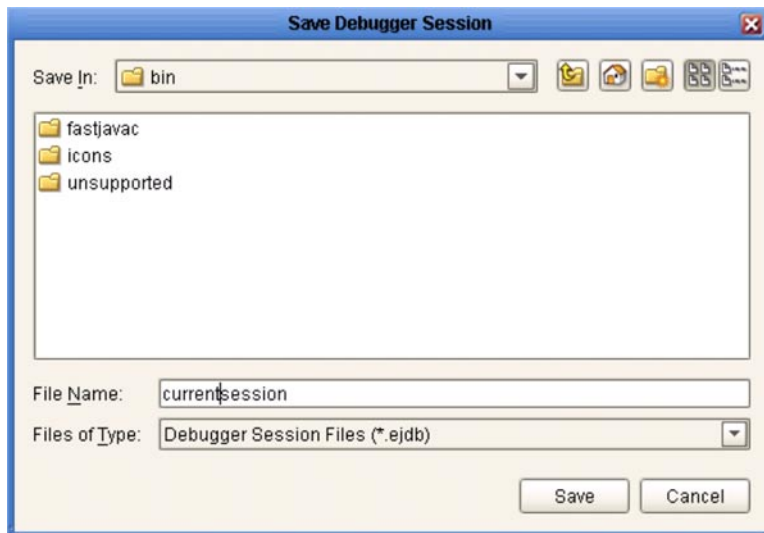 Save Debugger Session
Save In: bin
fastjavac
icons
unsupported
File Name: currentsession
Files of Type: Debugger Session Files (*.ejdb)
Save Cancel